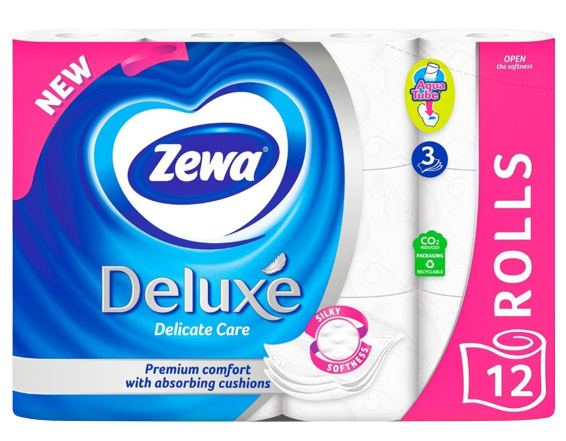 NEW
OPEN
the softness
Aqua
Tube
Zewa
3
ROLLS
CO2
REDUCED
PACKAGING
RECYCLABLE
Deluxe
Delicate Care
SILKY
SOFTNESS
Premium comfort
with absorbing cushions
12